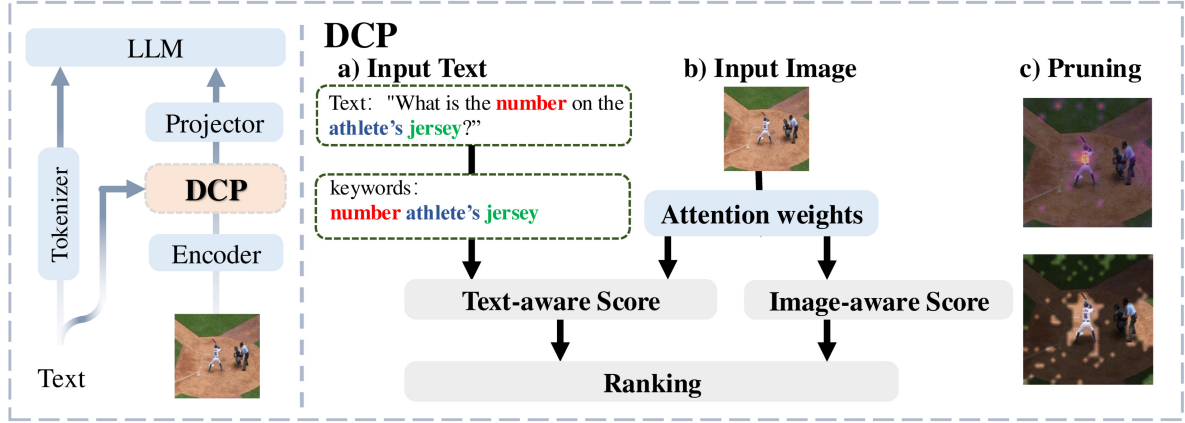 LLM
Projector
DCP
Tokenizer
Encoder
Text
DCP
a) Input Text
b) Input Image
c) Pruning
Text: "What is the number on the
athlete's jersey?”
keywords:
number athlete's jersey
Attention weights
Text-aware Score
Image-aware Score
Ranking